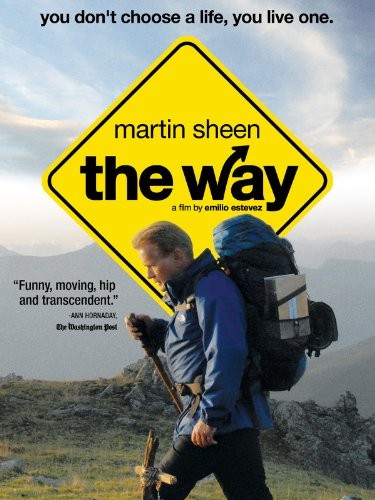 you don't choose a life, you live one.
martin sheen
the way
a film by emilio estevez
“Funny, moving, hip
and transcendent.”
-ANN HORNADAY,
The Washington Post